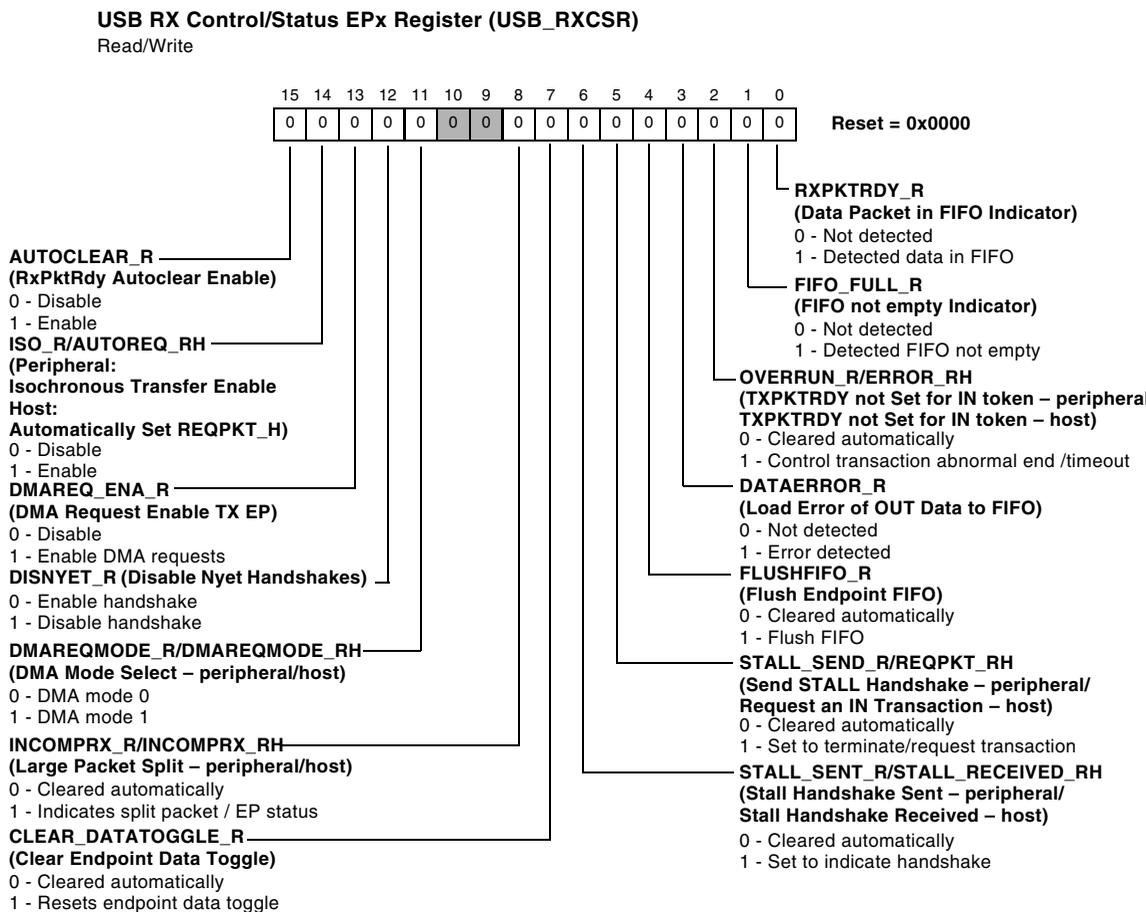 USB RX Control/Status EPx Register (USB_RXCSR)
Read/Write
15 14 13 12 11 10 9 8 7 6 5 4 3 2 1 0
0 0 0 0 0 0 0 0 0 0 0 0 0 0 0 0
Reset = 0x0000
AUTOCLEAR_R
(RxPktRdy Autoclear Enable)
0 - Disable
1 - Enable
ISO_R/AUTOREQ_RH
(Peripheral:
Isochronous Transfer Enable
Host:
Automatically Set REQPKT_H)
0 - Disable
1 - Enable
DMAREQ_ENA_R
(DMA Request Enable TX EP)
0 - Disable
1 - Enable DMA requests
DISNYET_R (Disable Nyet Handshakes)
0 - Enable handshake
1 - Disable handshake
DMAREQMODE_R/DMAREQMODE_RH
(DMA Mode Select – peripheral/host)
0 - DMA mode 0
1 - DMA mode 1
INCOMPRX_R/INCOMPRX_RH
(Large Packet Split – peripheral/host)
0 - Cleared automatically
1 - Indicates split packet / EP status
CLEAR_DATATOGGLE_R
(Clear Endpoint Data Toggle)
0 - Cleared automatically
1 - Resets endpoint data toggle
RXPKTRDY_R
(Data Packet in FIFO Indicator)
0 - Not detected
1 - Detected data in FIFO
FIFO_FULL_R
(FIFO not empty Indicator)
0 - Not detected
1 - Detected FIFO not empty
OVERRUN_R/ERROR_RH
(TXPKTRDY not Set for IN token – peripheral
TXPKTRDY not Set for IN token – host)
0 - Cleared automatically
1 - Control transaction abnormal end /timeout
DATAERROR_R
(Load Error of OUT Data to FIFO)
0 - Not detected
1 - Error detected
FLUSHFIFO_R
(Flush Endpoint FIFO)
0 - Cleared automatically
1 - Flush FIFO
STALL_SEND_R/REQPKT_RH
(Send STALL Handshake – peripheral/
Request an IN Transaction – host)
0 - Cleared automatically
1 - Set to terminate/request transaction
STALL_SENT_R/STALL_RECEIVED_RH
(Stall Handshake Sent – peripheral/
Stall Handshake Received – host)
0 - Cleared automatically
1 - Set to indicate handshake